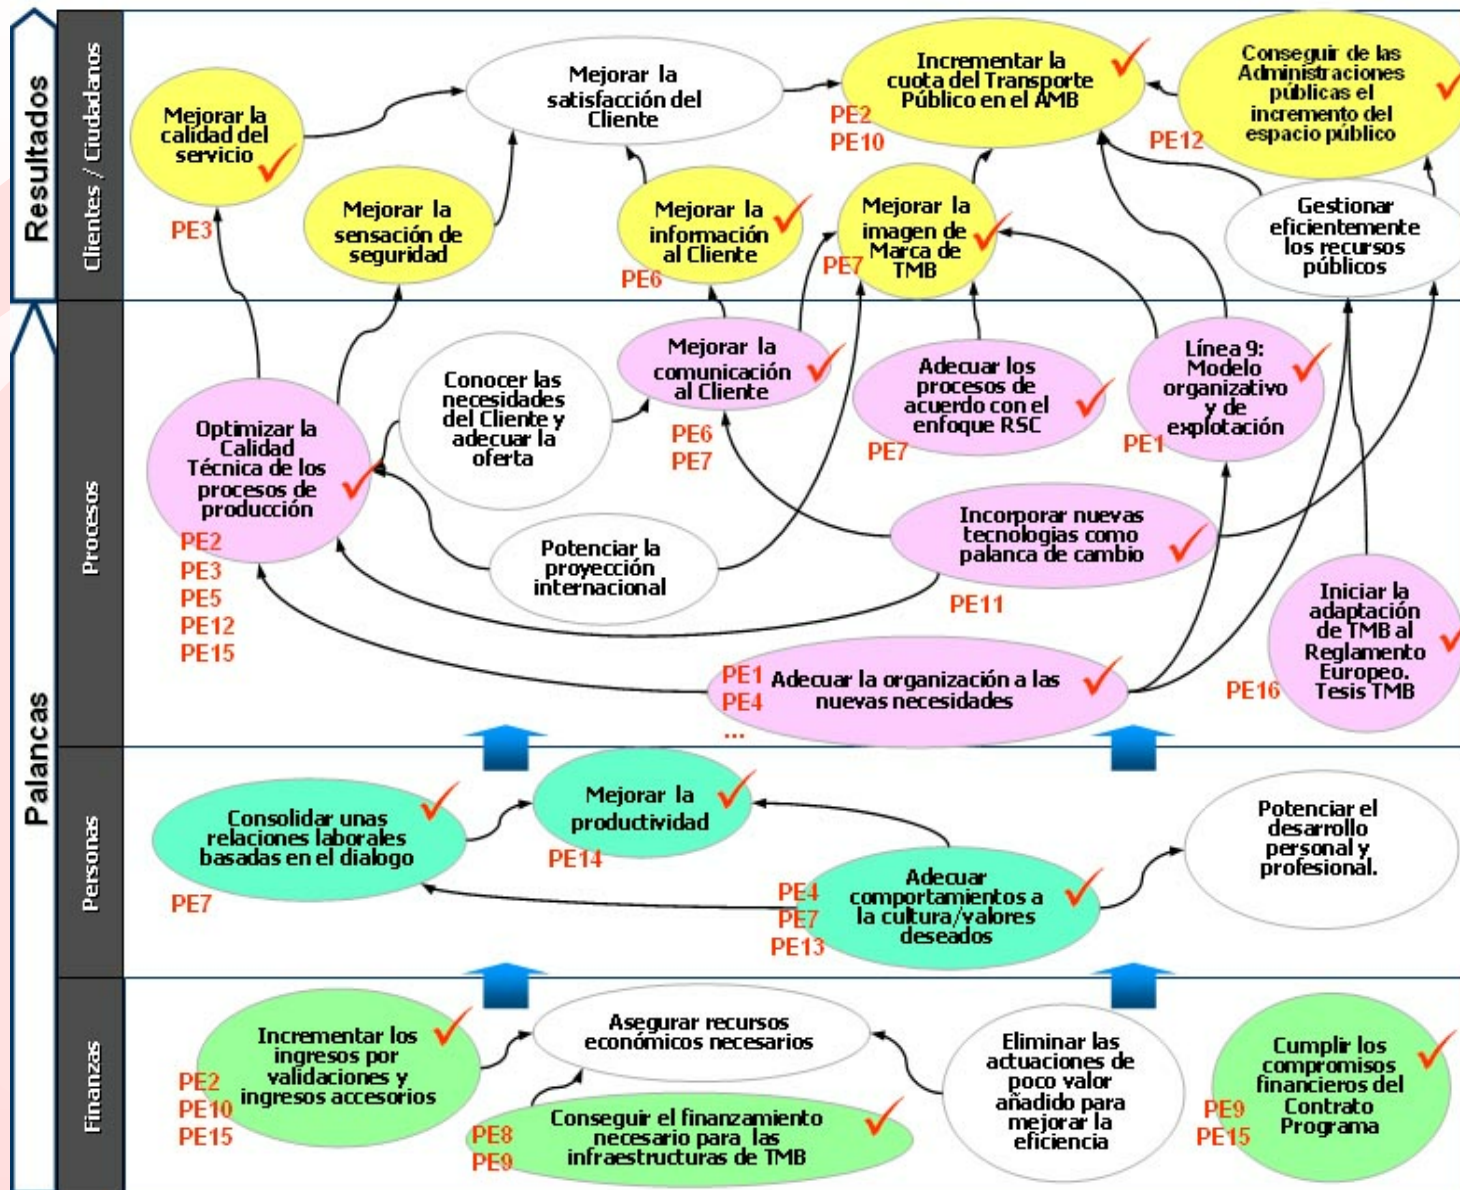 Resultados
Clientes / Ciudadanos
Mejorar la
calidad del
servicio
PE3
Mejorar la
satisfacción del
Cliente
Incrementar la
cuota del Transporte
Público en el AMB
PE2
PE10
Conseguir de las
Administraciones
públicas el
incremento del
espacio público
PE12
Mejorar la
sensación de
seguridad
Mejorar la
información
al Cliente
PE6
Mejorar la
imagen de
Marca de
TMB
PE7
Gestionar
eficientemente
los recursos
públicos
Palancas
Procesos
Optimizar la
Calidad
Técnica de los
procesos de
producción
PE2
PE3
PE5
PE12
PE15
Conocer las
necesidades
del Cliente y
adecuar la
oferta
Mejorar la
comunicación
al Cliente
PE6
PE7
Adecuar los
procesos de
acuerdo con el
enfoque RSC
PE7
Línea 9:
Modelo
organizativo
y de
explotación
PE1
Potenciar la
proyección
internacional
Incorporar nuevas
tecnologías como
palanca de cambio
PE11
Iniciar la
adaptación
de TMB al
Reglamento
Europeo.
Tesis TMB
PE16
Adecuar la organización a las
nuevas necesidades
PE1
PE4
...
Personas
Consolidar unas
relaciones laborales
basadas en el dialogo
PE7
Mejorar la
productividad
PE14
Adecuar
comportamientos a
la cultura/valores
deseados
PE4
PE7
PE13
Potenciar el
desarrollo
personal y
profesional.
Finanzas
Incrementar los
ingresos por
validaciones y
ingresos accesorios
PE2
PE10
PE15
Asegurar recursos
económicos necesarios
Conseguir el finanzamiento
necesario para las
infraestructuras de TMB
PE8
PE9
Eliminar las
actuaciones de
poco valor
añadido para
mejorar la
eficiencia
Cumplir los
compromisos
financieros del
Contrato
Programa
PE9
PE15